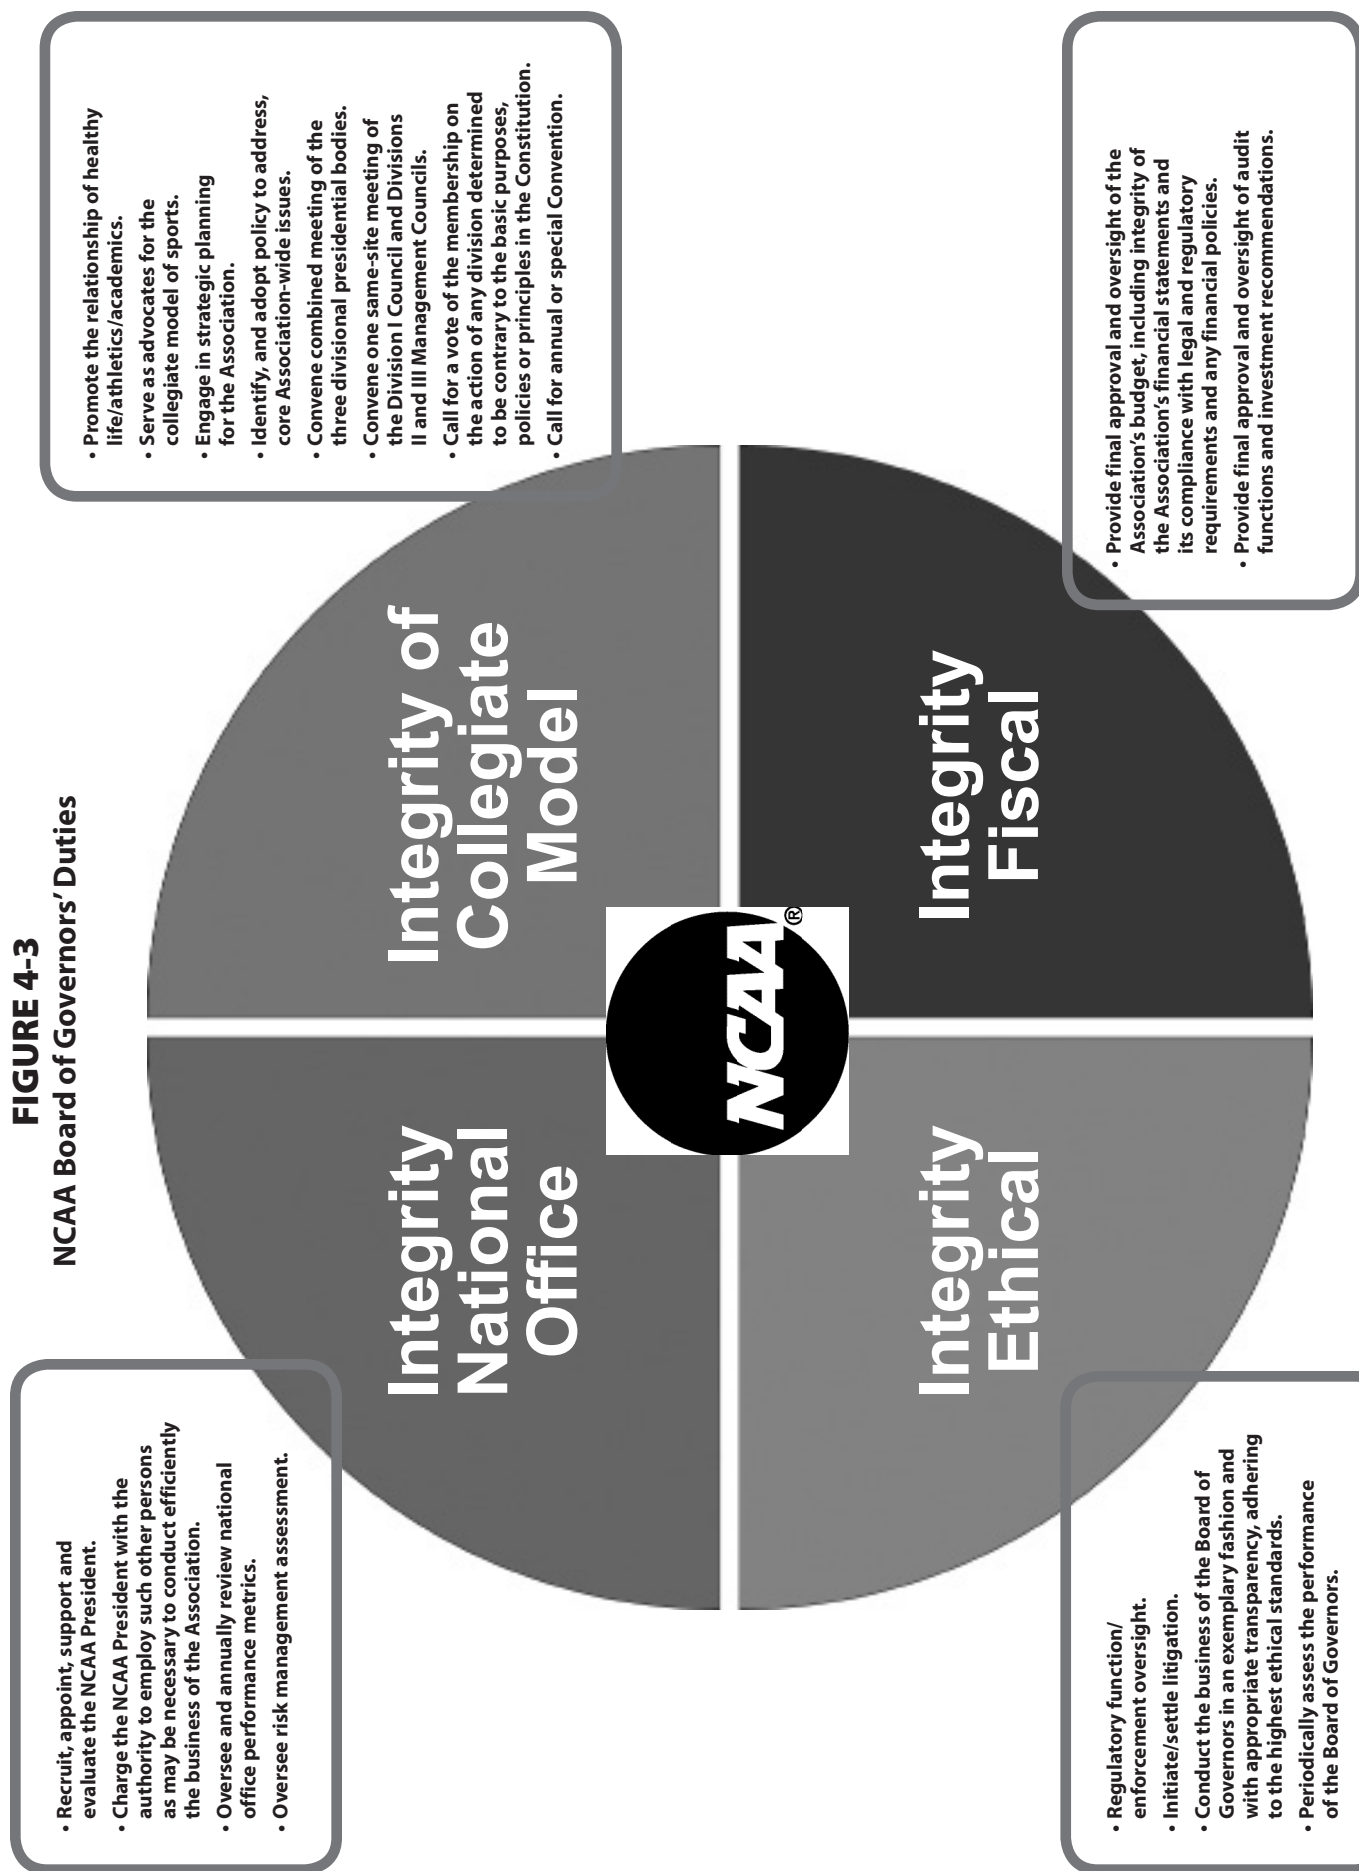 FIGURE 4-3
NCAA Board of Governors' Duties
• Recruit, appoint, support and
evaluate the NCAA President.
• Charge the NCAA President with the
authority to employ such other persons
as may be necessary to conduct efficiently
the business of the Association.
• Oversee and annually review national
office performance metrics.
• Oversee risk management assessment.
• Promote the relationship of healthy
life/athletics/academics.
• Serve as advocates for the
collegiate model of sports.
• Engage in strategic planning
for the Association.
• Identify, and adopt policy to address,
core Association-wide issues.
• Convene combined meeting of the
three divisional presidential bodies.
• Convene one same-site meeting of
the Division I Council and Divisions
II and III Management Councils.
• Call for a vote of the membership on
the action of any division determined
to be contrary to the basic purposes,
policies or principles in the Constitution.
• Call for annual or special Convention.
Integrity
National
Office
Integrity of
Collegiate
Model
NCAA®
Integrity
Ethical
Integrity
Fiscal
• Regulatory function/
enforcement oversight.
• Initiate/settle litigation.
• Conduct the business of the Board of
Governors in an exemplary fashion and
with appropriate transparency, adhering
to the highest ethical standards.
• Periodically assess the performance
of the Board of Governors.
• Provide final approval and oversight of the
Association's budget, including integrity of
the Association's financial statements and
its compliance with legal and regulatory
requirements and any financial policies.
• Provide final approval and oversight of audit
functions and investment recommendations.